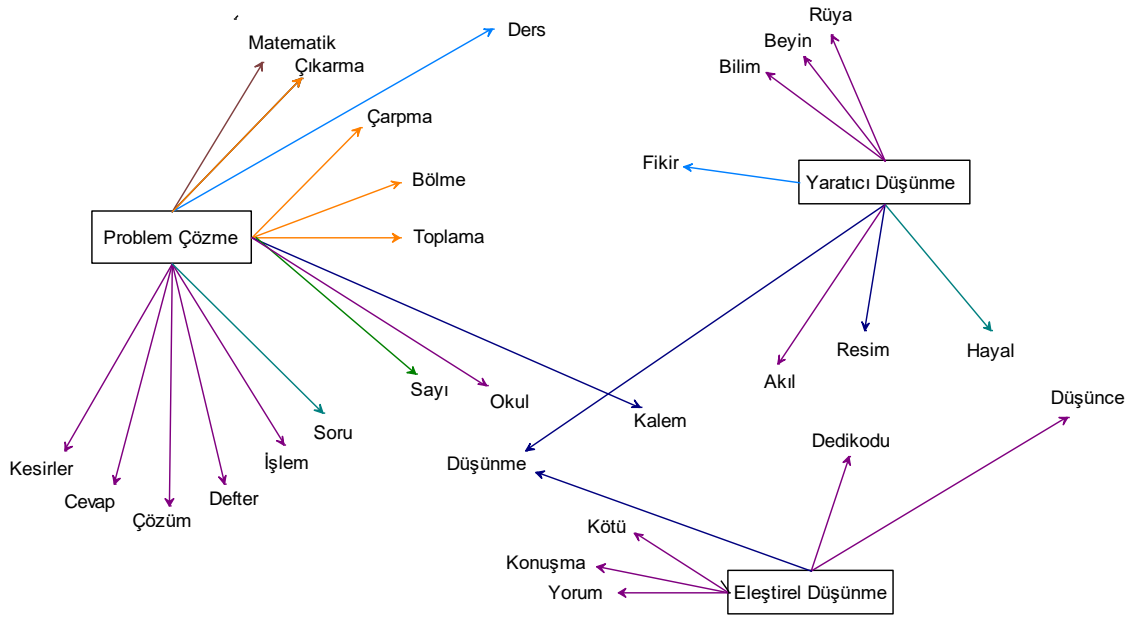 Rüya
Ders
Beyin
Matematik
Çıkarma
Bilim
Çarpma
Fikir
Bölme
Yaratıcı Düşünme
Problem Çözme
Toplama
Resim
Hayal
Akıl
Sayı
Okul
Düşünce
Kalem
Soru
Dedikodu
İşlem
Düşünme
Kesirler
Cevap
Defter
Çözüm
Kötü
Konuşma
Yorum
Eleştirel Düşünme